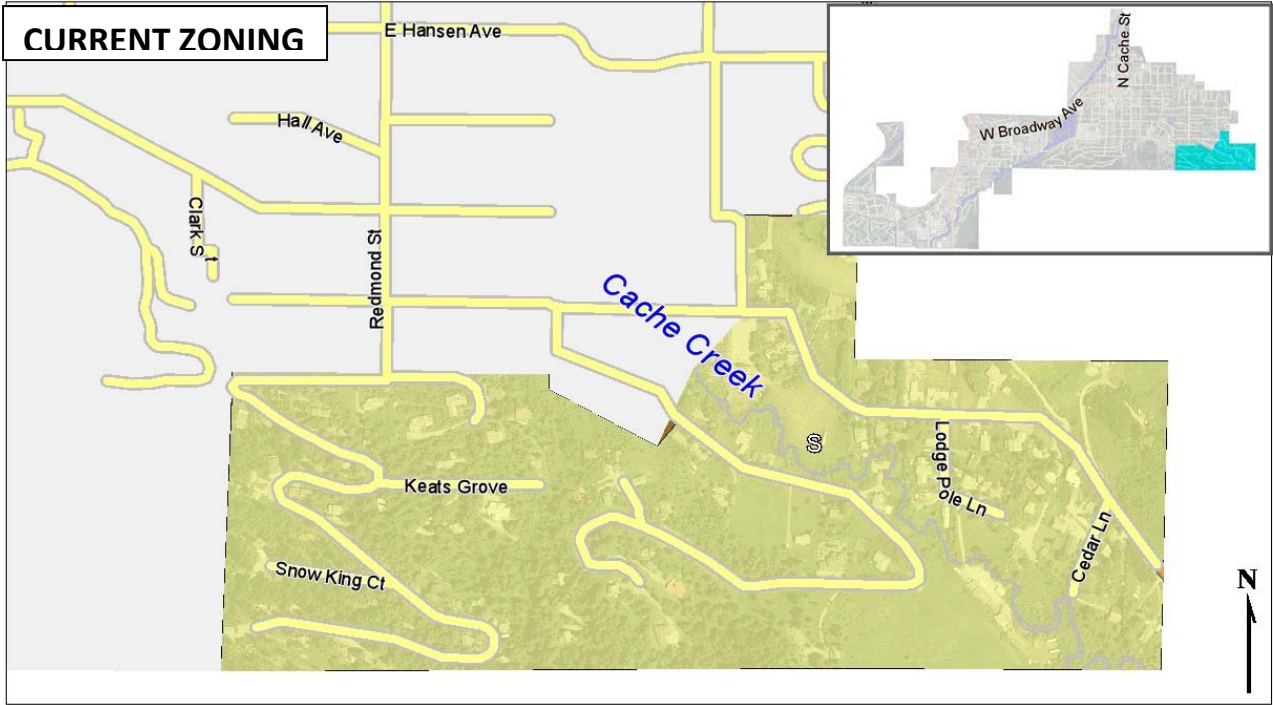 CURRENT ZONING
E Hansen Ave
N Cache St
W Broadway Ave
Hall Ave
Clark St
Redmond St
Cache Creek
S
Lodge Pole Ln
Keats Grove
Cedar Ln
Snow King Ct
N